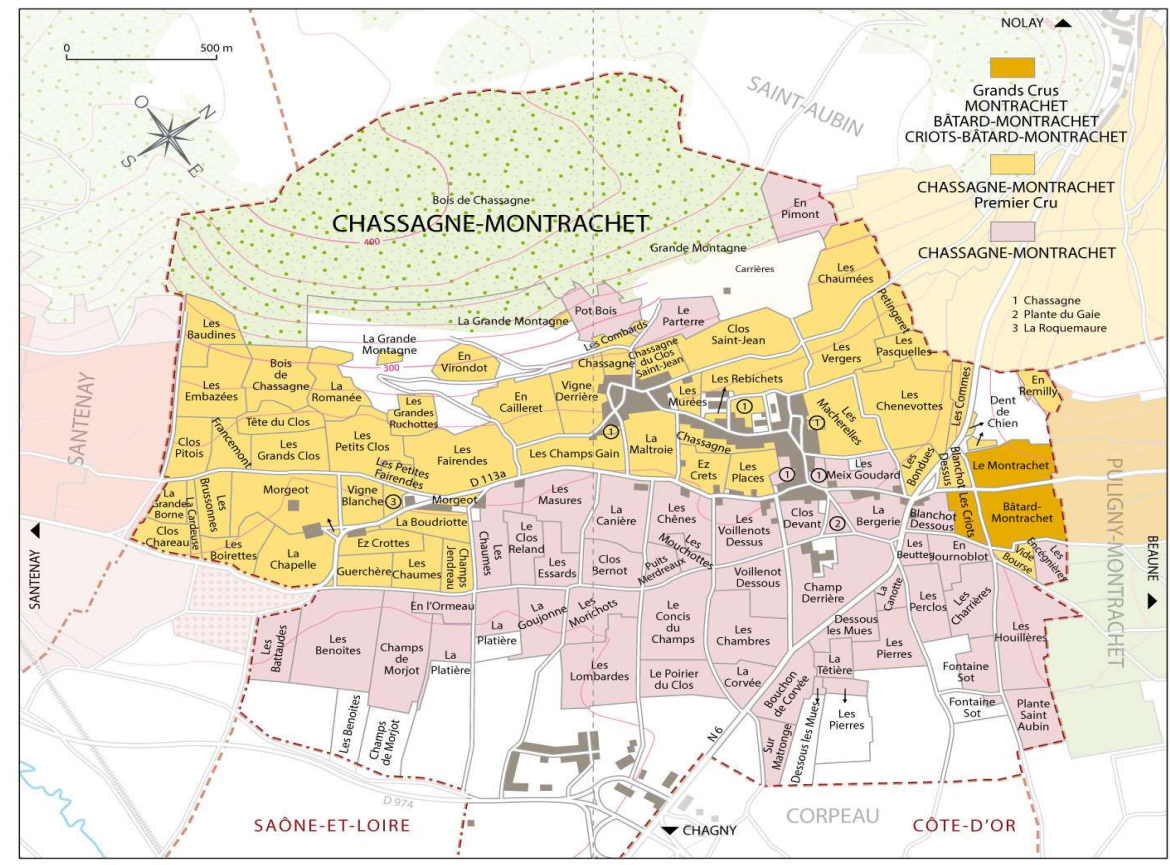 NOLAY
0
500 m
O
N
S
E
SAINT-AUBIN
Grands Crus
MONTRACHET
BÂTARD-MONTRACHET
CRIOTS-BÂTARD-MONTRACHET
CHASSAGNE-MONTRACHET
Premier Cru
CHASSAGNE-MONTRACHET
1 Chassagne
2 Plante du Gaie
3 La Roquemaure
Bois de Chassagne
CHASSAGNE-MONTRACHET
400
Grande Montagne
Carrières
En
Pimont
Les
Chaumées
Petingeret
Les
Baudines
La Grande
Montagne
300
La Grande Montagne
Pot Bois
Les Combards
Le
Parterre
Clos
Saint-Jean
Chassagne
du Clos
Saint-Jean
Chassagne
Les
Vergers
Les
Pasquelles
Les
Embazées
Bois
de
Chassagne
La
Romanée
En
Virondot
Les
Grandes
Ruchottes
En
Cailleret
Vigne
Derrière
Les
Murées
Les Rebichets
1
1
1
Les
Macherelles
Les
Chenevottes
Les Commes
Dent
de
Chien
En
Remilly
Clos
Pitois
Francemont
Tête du Clos
Les
Grands Clos
Les
Petits Clos
Les Petites
Fairendes
Les
Fairendes
D 113a
Les Champs Gain
La
Maltroie
Chassagne
Ez
Crets
Les
Places
1
1
Les
Meix Goudard
Les
Bondues
Blanchot
Dessus
Le Montrachet
Les Criots
Bâtard-
Montrachet
SANTENAY
La
Grande
Borne
La Cardeuse
Les
Brussonnes
Clos
Chareau
Les
Boirettes
Morgeot
La
Chapelle
Vigne
Blanche
3
Morgeot
La Boudriotte
Ez Crottes
Guerchère
Les
Chaumes
Champs
Jendreau
Les
Chaumes
Les
Masures
Le
Clos
Reland
Les
Essards
La
Canière
Clos
Bernot
Les
Chênes
Les
Mouchottes
Puits
Merdreaux
Les
Voillenots
Dessus
Voillenot
Dessous
Clos
Devant
2
La
Bergerie
Blanchot
Dessous
Les
Beuttes
En
Journoblot
Vide
Bourse
Les
Encégnières
PULIGNY-MONTRACHET
BEAUNE
SANTENAY
Les
Battaudes
Les
Benoites
Champs
de
Morjot
En l'Ormeau
La
Platière
La
Platière
La
Goujonne
Les
Morichots
Les
Lombardes
Le
Concis
du
Champs
Le Poirier
du Clos
Les
Chambres
La
Corvée
Champ
Derrière
Dessous
les Mues
La
Canotte
Les
Perclos
Les
Charrières
Les
Pierres
La
Têtière
Bouchon
de Corvée
Sur
Matronge
Dessous les Mues
Les
Pierres
Fontaine
Sot
Fontaine
Sot
Les
Houillères
Plante
Saint
Aubin
Les Benoites
Champs
de Morjot
D 974
N 6
SAÔNE-ET-LOIRE
CHAGNY
CORPEAU
CÔTE-D'OR